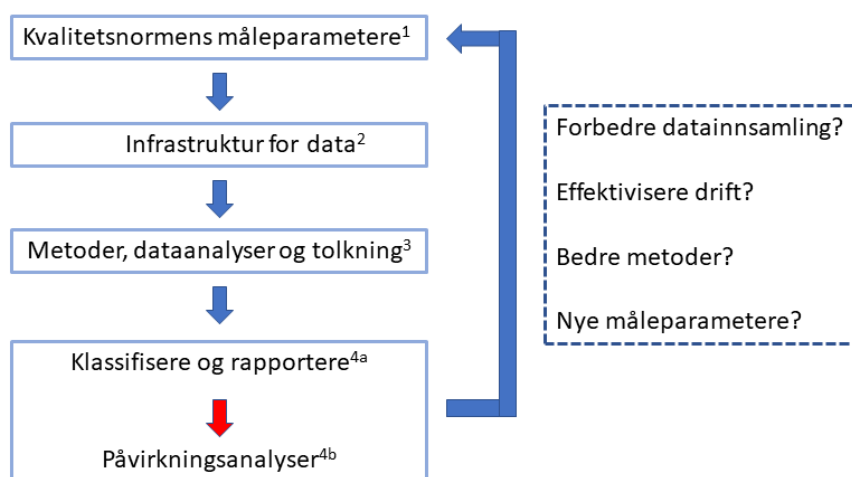 Kvalitetsnormens måleparametere¹
Infrastruktur for data²
Metoder, dataanalyser og tolkning³
Klassifisere og rapportere⁴ᵃ
Påvirkningsanalyser⁴ᵇ
Forbedre datainnsamling?
Effektivisere drift?
Bedre metoder?
Nye måleparametere?